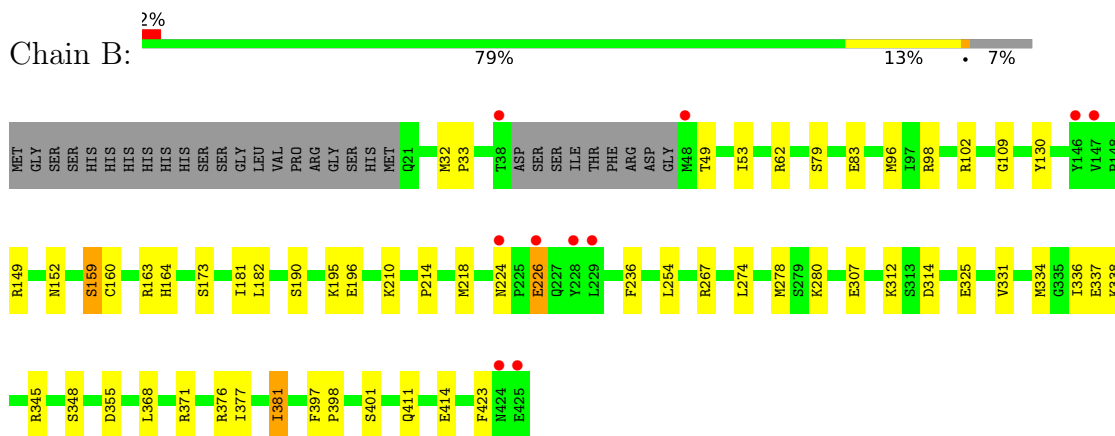 2%
Chain B:
79% 13% • 7%
MET GLY SER SER HIS HIS HIS HIS HIS HIS SER SER GLY LEU VAL PRO ARG GLY SER HIS MET Q21 M32 P33 T38 ASP SER SER ILE THR PHE ARG ASP GLY M48 T49 I53 R62 S79 E83 M96 I97 R98 R102 G109 Y130 Y146 V147 R148
R149 N152 S159 C160 R163 H164 S173 I181 L182 S190 K195 E196 K210 P214 M218 N224 P225 E226 Q227 Y228 L229 F236 L254 R267 L274 M278 S279 K280 E307 K312 S313 D314 E325 V331 M334 G335 I336 E337 K338
R345 S348 D355 L368 R371 R376 I377 I381 F397 P398 S401 Q411 E414 F423 N424 E425